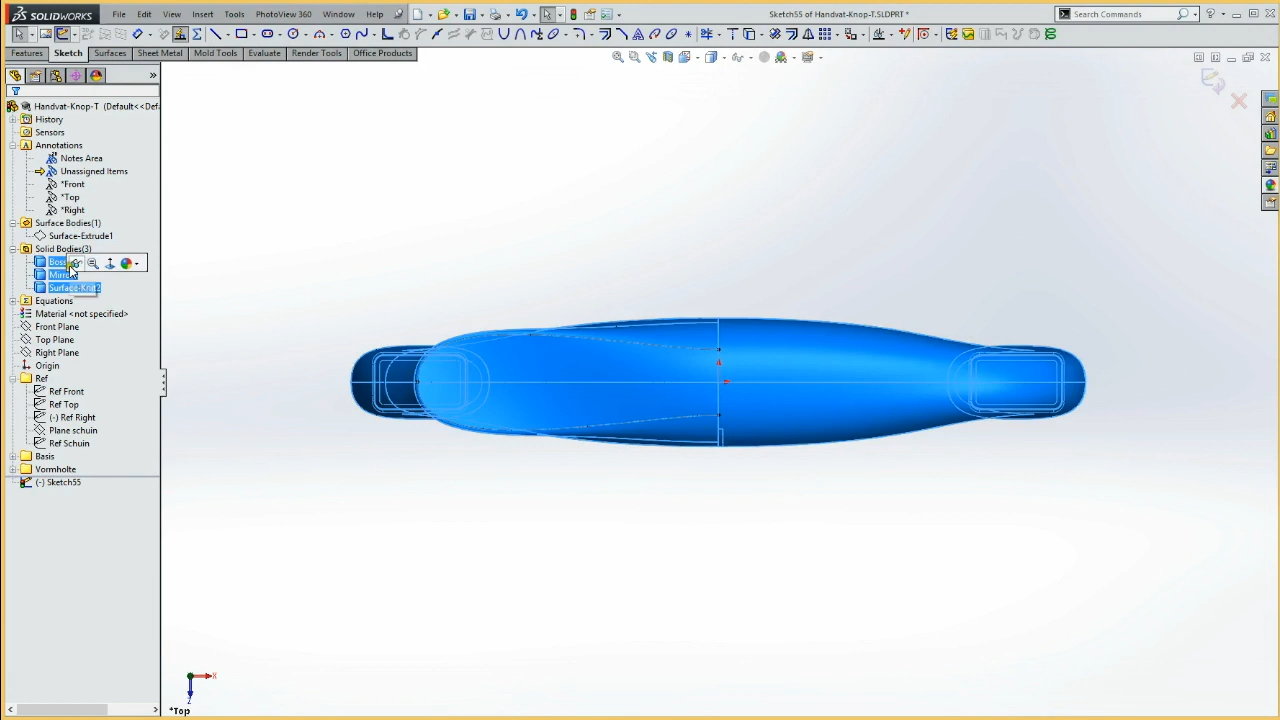 SOLIDWORKS File Edit View Insert Tools PhotoView 360 Window Help Sketch55 of Handvat-Knop-T.SLDPRT * Search Commands
Features Sketch Surfaces Sheet Metal Mold Tools Evaluate Render Tools Office Products
Handvat-Knop-T (Default<<Def
History
Sensors
Annotations
Notes Area
Unassigned Items
*Front
*Top
*Right
Surface Bodies(1)
Surface-Extrude1
Solid Bodies(3)
Boss
Mirro
Surface-Knit2
Equations
Material <not specified>
Front Plane
Top Plane
Right Plane
Origin
Ref
Ref Front
Ref Top
(-) Ref Right
Plane schuin
Ref Schuin
Basis
Vormholte
(-) Sketch55
X
Z
*Top